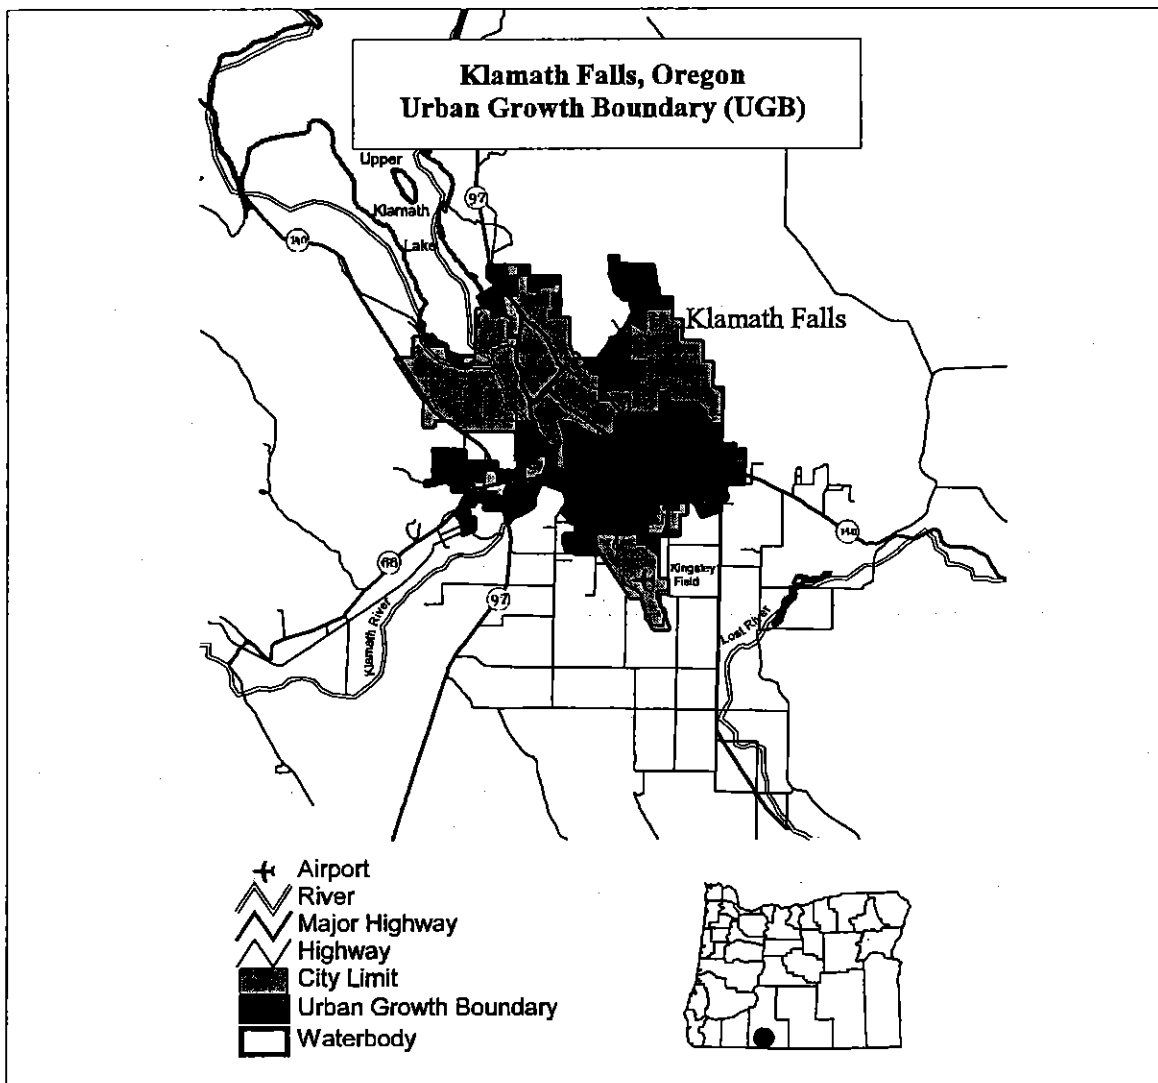 Klamath Falls, Oregon
Urban Growth Boundary (UGB)
Upper
Klamath
Lake
97
140
Klamath Falls
140
66
97
Kingsley
Field
Klamath River
Lost River
Airport
River
Major Highway
Highway
City Limit
Urban Growth Boundary
Waterbody